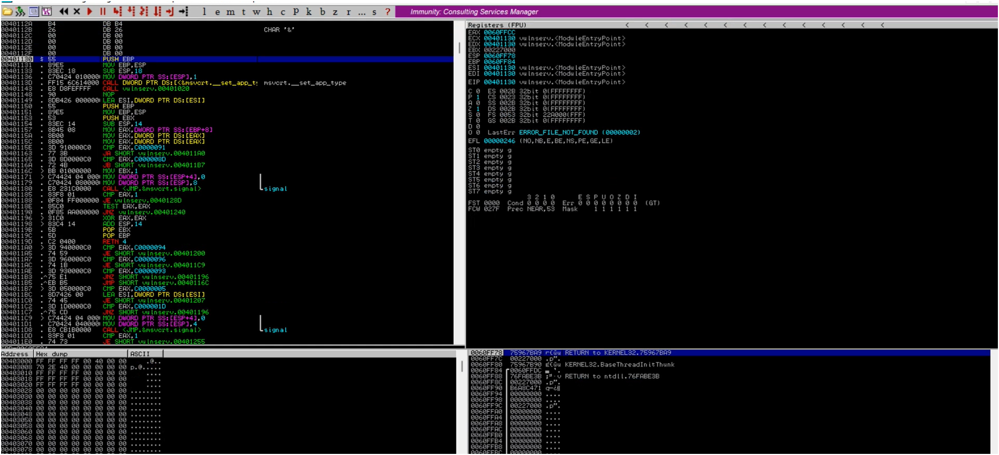 l e m t w h c P k b z r ... s ?
Immunity: Consulting Services Manager
0040112A B4 DB B4
0040112B 26 DB 26 CHAR '&'
0040112C 00 DB 00
0040112D 00 DB 00
0040112E 00 DB 00
0040112F 00 DB 00
00401130 $ 55 PUSH EBP
00401131 . 89E5 MOV EBP,ESP
00401133 . 83EC 18 SUB ESP,18
00401136 . C70424 010000 MOV DWORD PTR SS:[ESP],1
0040113D . FF15 6C614000 CALL DWORD PTR DS:[<&msvcrt.__set_app_t msvcrt.__set_app_type
00401143 . E8 D8FEFFFF CALL vulnserv.00401020
00401148 . 90 NOP
00401149 . 8DB426 000000 LEA ESI,DWORD PTR DS:[ESI]
00401150 . 55 PUSH EBP
00401151 . 89E5 MOV EBP,ESP
00401153 . 53 PUSH EBX
00401154 . 83EC 14 SUB ESP,14
00401157 . 8B45 08 MOV EAX,DWORD PTR SS:[EBP+8]
0040115A . 8B00 MOV EAX,DWORD PTR DS:[EAX]
0040115C . 8B00 MOV EAX,DWORD PTR DS:[EAX]
0040115E . 3D 910000C0 CMP EAX,C0000091
00401163 . 77 3B JA SHORT vulnserv.004011A0
00401165 . 3D 8D0000C0 CMP EAX,C000008D
0040116A . 72 4B JB SHORT vulnserv.004011B7
0040116C > BB 01000000 MOV EBX,1
00401171 > C74424 04 000 MOV DWORD PTR SS:[ESP+4],0
00401179 . C70424 080000 MOV DWORD PTR SS:[ESP],8
00401180 . E8 231C0000 CALL <JMP.&msvcrt.signal> signal
00401185 . 83F8 01 CMP EAX,1
00401188 . 0F84 FF000000 JE vulnserv.0040128D
0040118E . 85C0 TEST EAX,EAX
00401190 . 0F85 AA000000 JNZ vulnserv.00401240
00401196 > 31C0 XOR EAX,EAX
00401198 > 83C4 14 ADD ESP,14
0040119B . 5B POP EBX
0040119C . 5D POP EBP
0040119D . C2 0400 RETN 4
004011A0 > 3D 940000C0 CMP EAX,C0000094
004011A5 . 74 59 JE SHORT vulnserv.00401200
004011A7 . 3D 960000C0 CMP EAX,C0000096
004011AC . 74 1B JE SHORT vulnserv.004011C9
004011AE . 3D 930000C0 CMP EAX,C0000093
004011B3 .^75 E1 JNZ SHORT vulnserv.00401196
004011B5 .^EB B5 JMP SHORT vulnserv.0040116C
004011B7 > 3D 050000C0 CMP EAX,C0000005
004011BC . 8D7426 00 LEA ESI,DWORD PTR DS:[ESI]
004011C0 . 74 45 JE SHORT vulnserv.00401207
004011C2 . 3D 1D0000C0 CMP EAX,C000001D
004011C7 .^75 CD JNZ SHORT vulnserv.00401196
004011C9 > C74424 04 000 MOV DWORD PTR SS:[ESP+4],0
004011D1 . C70424 040000 MOV DWORD PTR SS:[ESP],4
004011D8 . E8 CB1B0000 CALL <JMP.&msvcrt.signal> signal
004011DD . 83F8 01 CMP EAX,1
004011E0 . 74 73 JE SHORT vulnserv.00401255
Registers (FPU) < < < < < < < < < < < < < <
EAX 0060FFCC
ECX 00401130 vulnserv.<ModuleEntryPoint>
EDX 00401130 vulnserv.<ModuleEntryPoint>
EBX 00227000
ESP 0060FF78
EBP 0060FF84
ESI 00401130 vulnserv.<ModuleEntryPoint>
EDI 00401130 vulnserv.<ModuleEntryPoint>
EIP 00401130 vulnserv.<ModuleEntryPoint>
C 0 ES 002B 32bit 0(FFFFFFFF)
P 1 CS 0023 32bit 0(FFFFFFFF)
A 0 SS 002B 32bit 0(FFFFFFFF)
Z 1 DS 002B 32bit 0(FFFFFFFF)
S 0 FS 0053 32bit 22A000(FFF)
T 0 GS 002B 32bit 0(FFFFFFFF)
D 0
O 0 LastErr ERROR_FILE_NOT_FOUND (00000002)
EFL 00000246 (NO,NB,E,BE,NS,PE,GE,LE)
ST0 empty g
ST1 empty g
ST2 empty g
ST3 empty g
ST4 empty g
ST5 empty g
ST6 empty g
ST7 empty g
3 2 1 0 E S P U O Z D I
FST 0000 Cond 0 0 0 0 Err 0 0 0 0 0 0 0 0 (GT)
FCW 027F Prec NEAR,53 Mask 1 1 1 1 1 1
Address Hex dump ASCII
00403000 FF FF FF FF 00 40 00 00 .@..
00403008 70 2E 40 00 00 00 00 00 p.@.....
00403010 FF FF FF FF 00 00 00 00 ....
00403018 FF FF FF FF 00 00 00 00 ....
00403020 FF FF FF FF 00 00 00 00 ....
00403028 00 00 00 00 00 00 00 00 ........
00403030 00 00 00 00 00 00 00 00 ........
00403038 00 00 00 00 00 00 00 00 ........
00403040 00 00 00 00 00 00 00 00 ........
00403048 00 00 00 00 00 00 00 00 ........
00403050 00 00 00 00 00 00 00 00 ........
00403058 00 00 00 00 00 00 00 00 ........
00403060 00 00 00 00 00 00 00 00 ........
00403068 00 00 00 00 00 00 00 00 ........
00403070 00 00 00 00 00 00 00 00 ........
00403078 00 00 00 00 00 00 00 00 ........
0060FF78 75967BA9 RETURN to KERNEL32.75967BA9
0060FF7C 00227000 .p".
0060FF80 75967B90 KERNEL32.BaseThreadInitThunk
0060FF84 0060FFDC
0060FF88 76FABE3B RETURN to ntdll.76FABE3B
0060FF8C 00227000 .p".
0060FF90 B6A8C471
0060FF94 00000000 ....
0060FF98 00000000 ....
0060FF9C 00227000 .p".
0060FFA0 00000000 ....
0060FFA4 00000000 ....
0060FFA8 00000000 ....
0060FFAC 00000000 ....
0060FFB0 00000000 ....
0060FFB4 00000000 ....
0060FFB8 00000000 ....
0060FFBC 00000000 ....